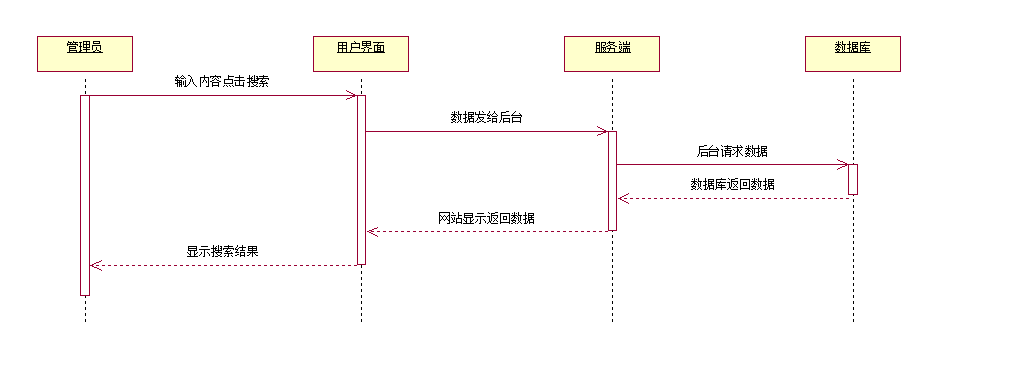 管理员
用户界面
服务端
数据库
输入内容点击搜索
数据发给后台
后台请求数据
数据库返回数据
网站显示返回数据
显示搜索结果